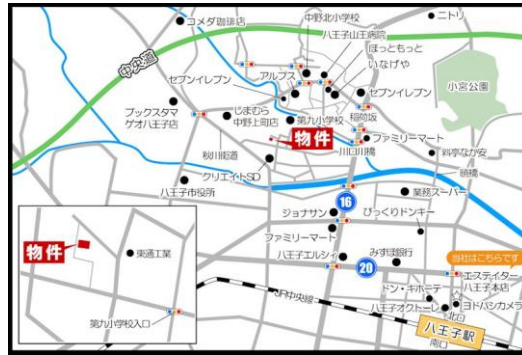 ニトリ
コメダ珈琲店
中野北小学校
八王子山王病院
ほっともっと
いなげや
中央道
セブンイレブン
アルプス
セブンイレブン
小宮公園
ブックスタマ
ゲオ八王子店
しまむら
中野上町店
第九小学校
稲荷坂
ファミリーマート
物件
川口川橋
秋川街道
料亭なか安
クリエイトSD
暁橋
八王子市役所
業務スーパー
16
ジョナサン
びっくりドンキー
ファミリーマート
物件
東通工業
八王子エルシィ
みずほ銀行
20
当社はこちらです
エステイター
八王子本店
ドン・キホーテ
ヨドバシカメラ
八王子オクトーレ
JR中央線
北口
第九小学校入口
八王子駅
南口